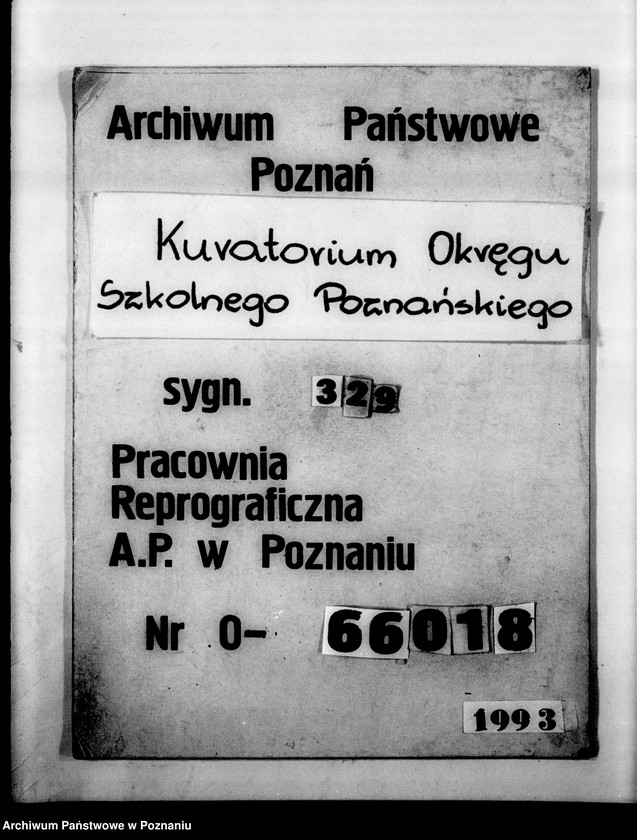 Archiwum Państwowe
Poznań
Kuratorium Okręgu
Szkolnego Poznańskiego
sygn. 329
Pracownia
Reprograficzna
A.P. w Poznaniu
Nr 0- 66018
1993
Archiwum Państwowe w Poznaniu